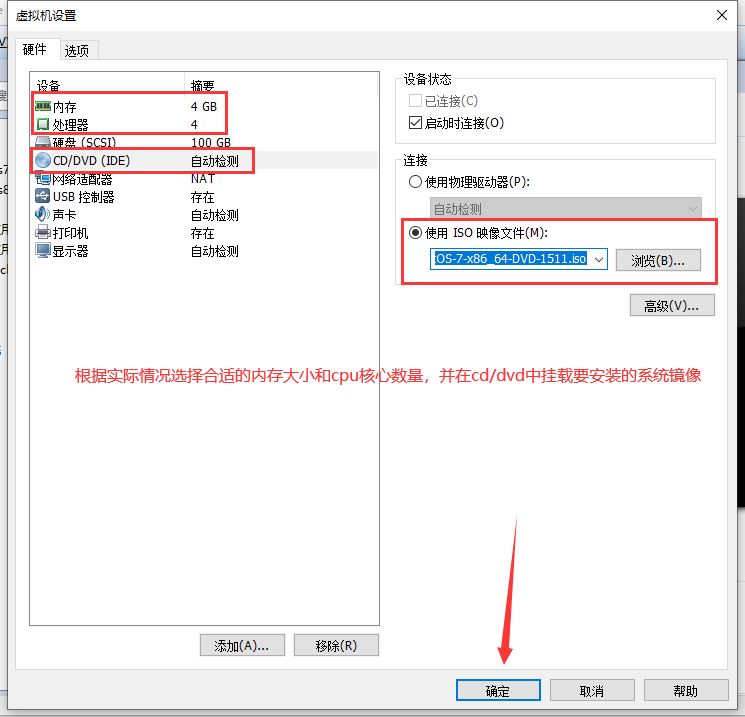 虚拟机设置
硬件 选项
设备 摘要
内存 4 GB
处理器 4
硬盘 (SCSI) 100 GB
CD/DVD (IDE) 自动检测
网络适配器 NAT
USB 控制器 存在
声卡 自动检测
打印机 存在
显示器 自动检测
设备状态
已连接(C)
启动时连接(O)
连接
使用物理驱动器(P):
自动检测
使用 ISO 映像文件(M):
OS-7-x86_64-DVD-1511.iso 浏览(B)...
高级(V)...
根据实际情况选择合适的内存大小和cpu核心数量，并在cd/dvd中挂载要安装的系统镜像
添加(A)... 移除(R)
确定 取消 帮助